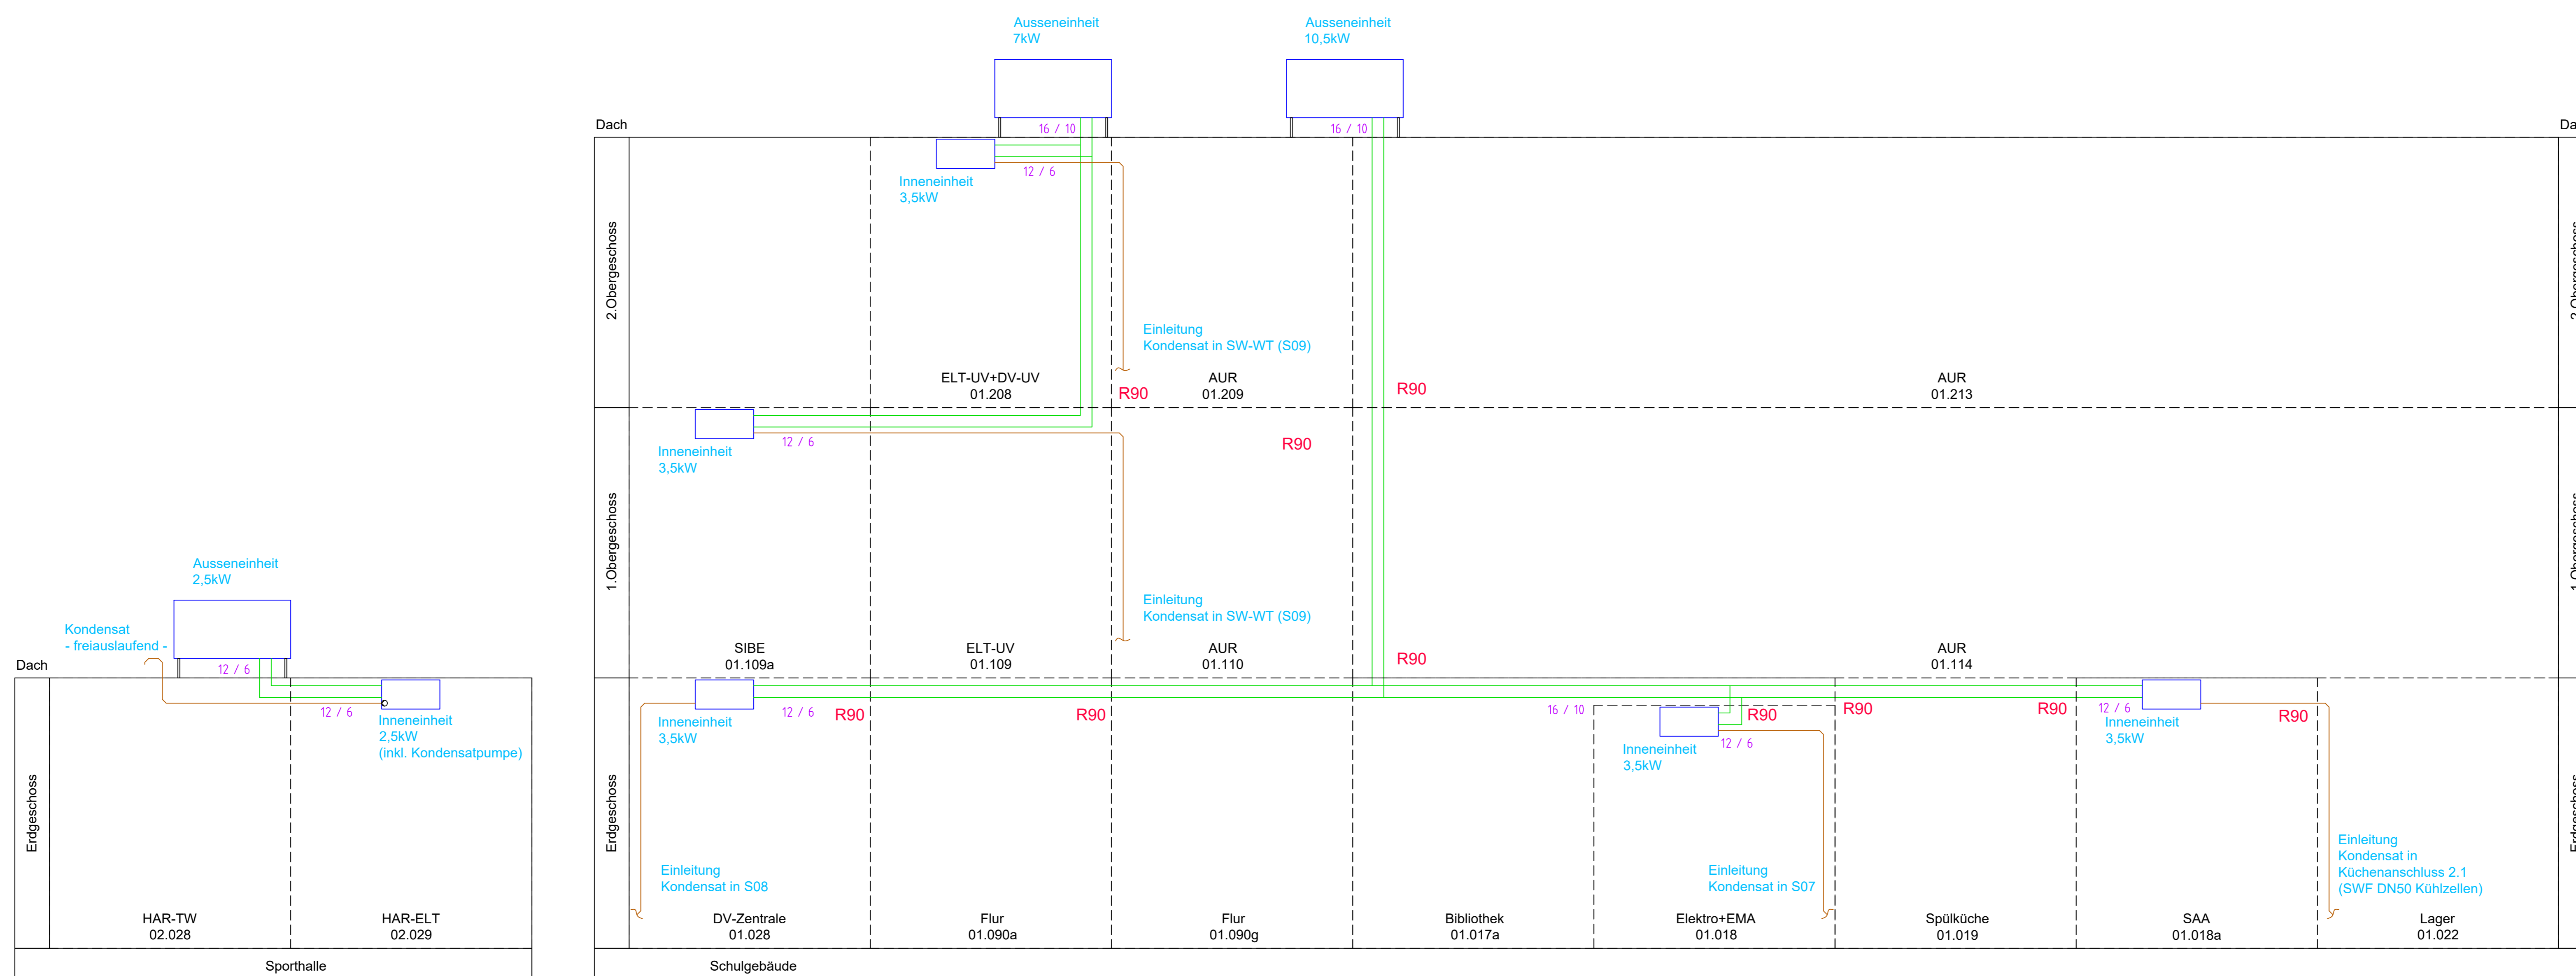 Ausseneinheit
7kW
Ausseneinheit
10,5kW
Dach
16 / 10
16 / 10
Da
Inneneinheit
3,5kW
12 / 6
2.Obergeschoss
2.Obergeschoss
Einleitung
Kondensat in SW-WT (S09)
ELT-UV+DV-UV
01.208
R90
AUR
01.209
R90
AUR
01.213
Inneneinheit
3,5kW
12 / 6
R90
1.Obergeschoss
1.Obergeschoss
Einleitung
Kondensat in SW-WT (S09)
SIBE
01.109a
ELT-UV
01.109
AUR
01.110
R90
AUR
01.114
Ausseneinheit
2,5kW
Kondensat
- freiauslaufend -
Dach
12 / 6
12 / 6
Inneneinheit
2,5kW
(inkl. Kondensatpumpe)
Erdgeschoss
HAR-TW
02.028
HAR-ELT
02.029
Sporthalle
Erdgeschoss
Inneneinheit
3,5kW
12 / 6
R90
R90
16 / 10
Inneneinheit
3,5kW
R90
12 / 6
R90
R90
12 / 6
Inneneinheit
3,5kW
R90
Einleitung
Kondensat in S08
Einleitung
Kondensat in S07
Einleitung
Kondensat in
Küchenanschluss 2.1
(SWF DN50 Kühlzellen)
Erdgeschoss
DV-Zentrale
01.028
Flur
01.090a
Flur
01.090g
Bibliothek
01.017a
Elektro+EMA
01.018
Spülküche
01.019
SAA
01.018a
Lager
01.022
Schulgebäude